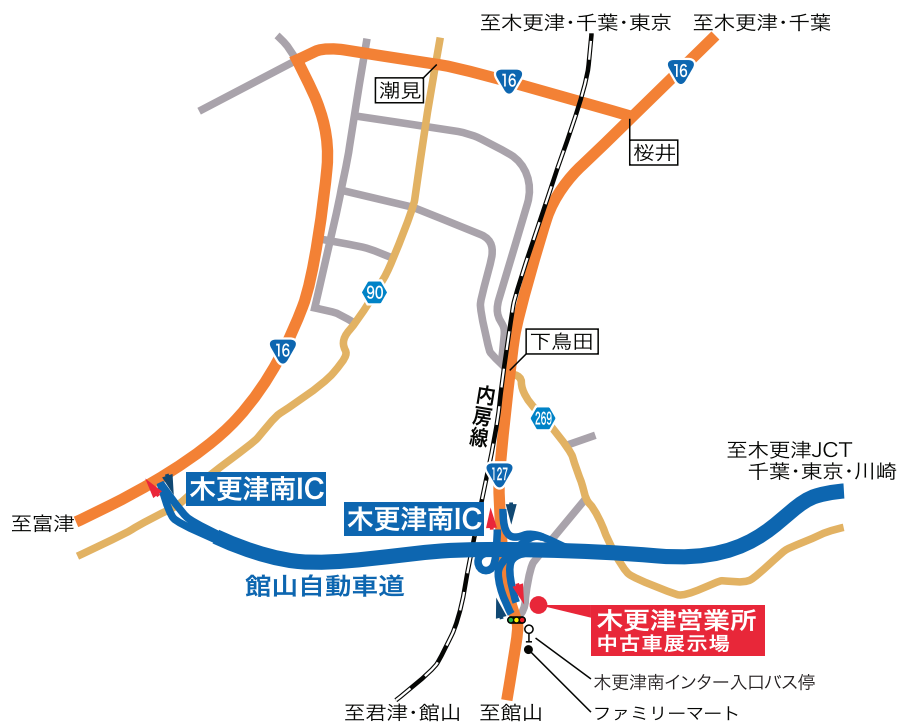 至木更津・千葉・東京
至木更津・千葉
16
16
潮見
桜井
90
下鳥田
16
内房線
269
至木更津JCT
千葉・東京・川崎
127
木更津南IC
木更津南IC
至富津
館山自動車道
木更津営業所
中古車展示場
木更津南インター入口バス停
至君津・館山
至館山
ファミリーマート